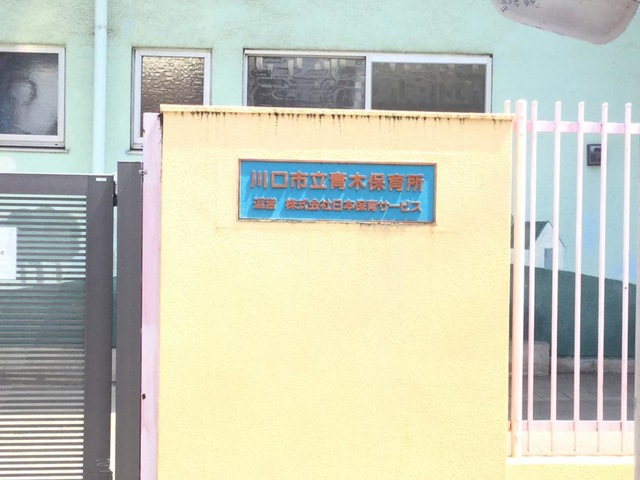 川口市立青木保育所
運営 株式会社日本保育サービス